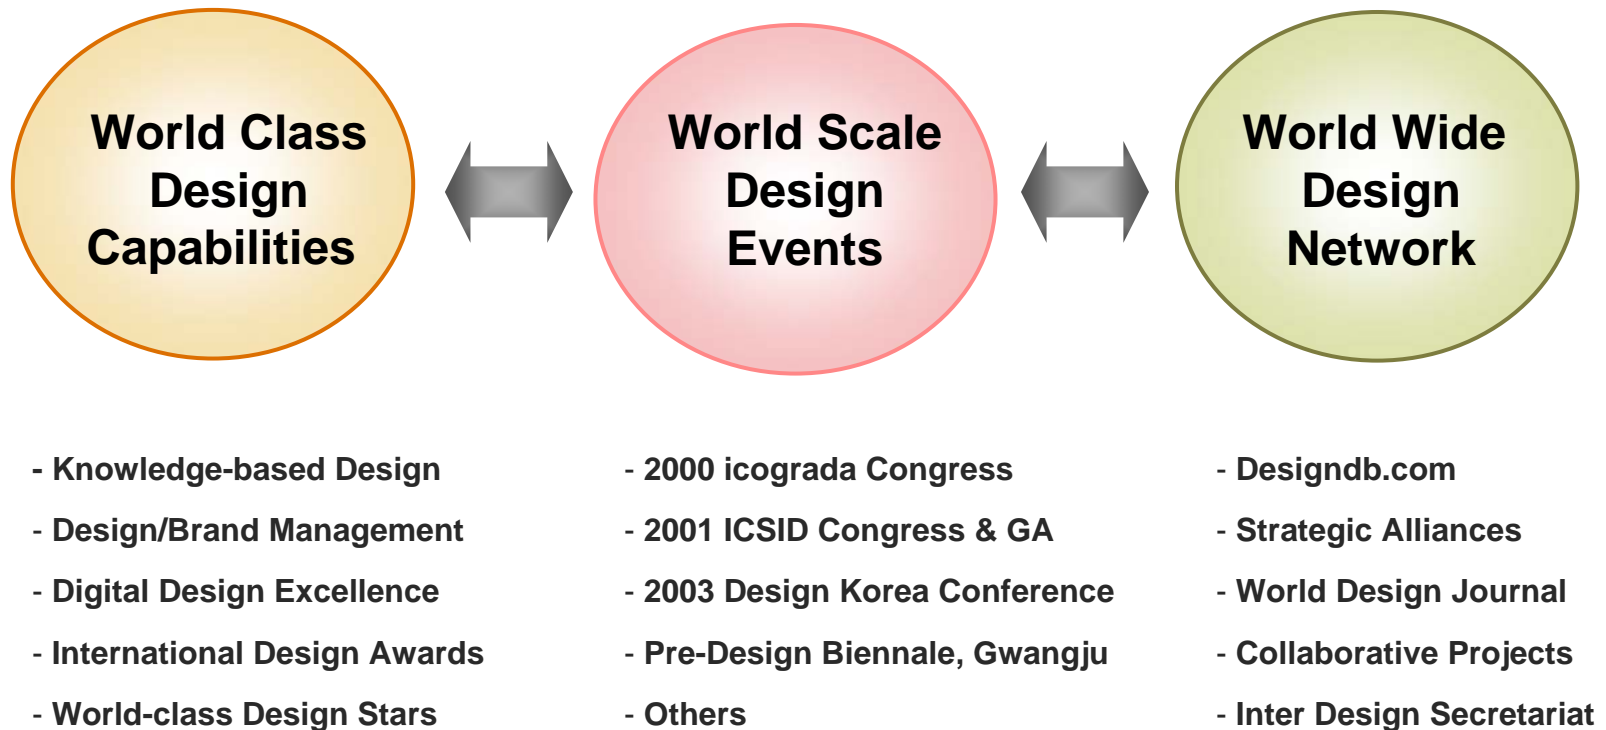 World Class
Design
Capabilities
World Scale
Design
Events
World Wide
Design
Network
- Knowledge-based Design
- Design/Brand Management
- Digital Design Excellence
- International Design Awards
- World-class Design Stars
- 2000 icograda Congress
- 2001 ICSID Congress & GA
- 2003 Design Korea Conference
- Pre-Design Biennale, Gwangju
- Others
- Designdb.com
- Strategic Alliances
- World Design Journal
- Collaborative Projects
- Inter Design Secretariat